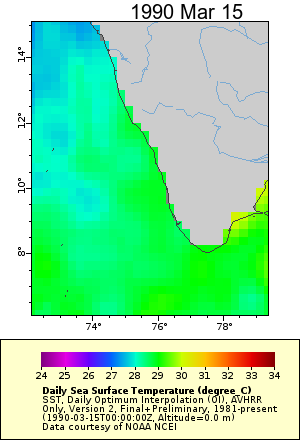 1990 Mar 15
14°
12°
10°
8°
74°
76°
78°
24 25 26 27 28 29 30 31 32 33 34
Daily Sea Surface Temperature (degree_C)
SST, Daily Optimum Interpolation (OI), AVHRR
Only, Version 2, Final+Preliminary, 1981-present
(1990-03-15T00:00:00Z, Altitude=0.0 m)
Data courtesy of NOAA NCEI